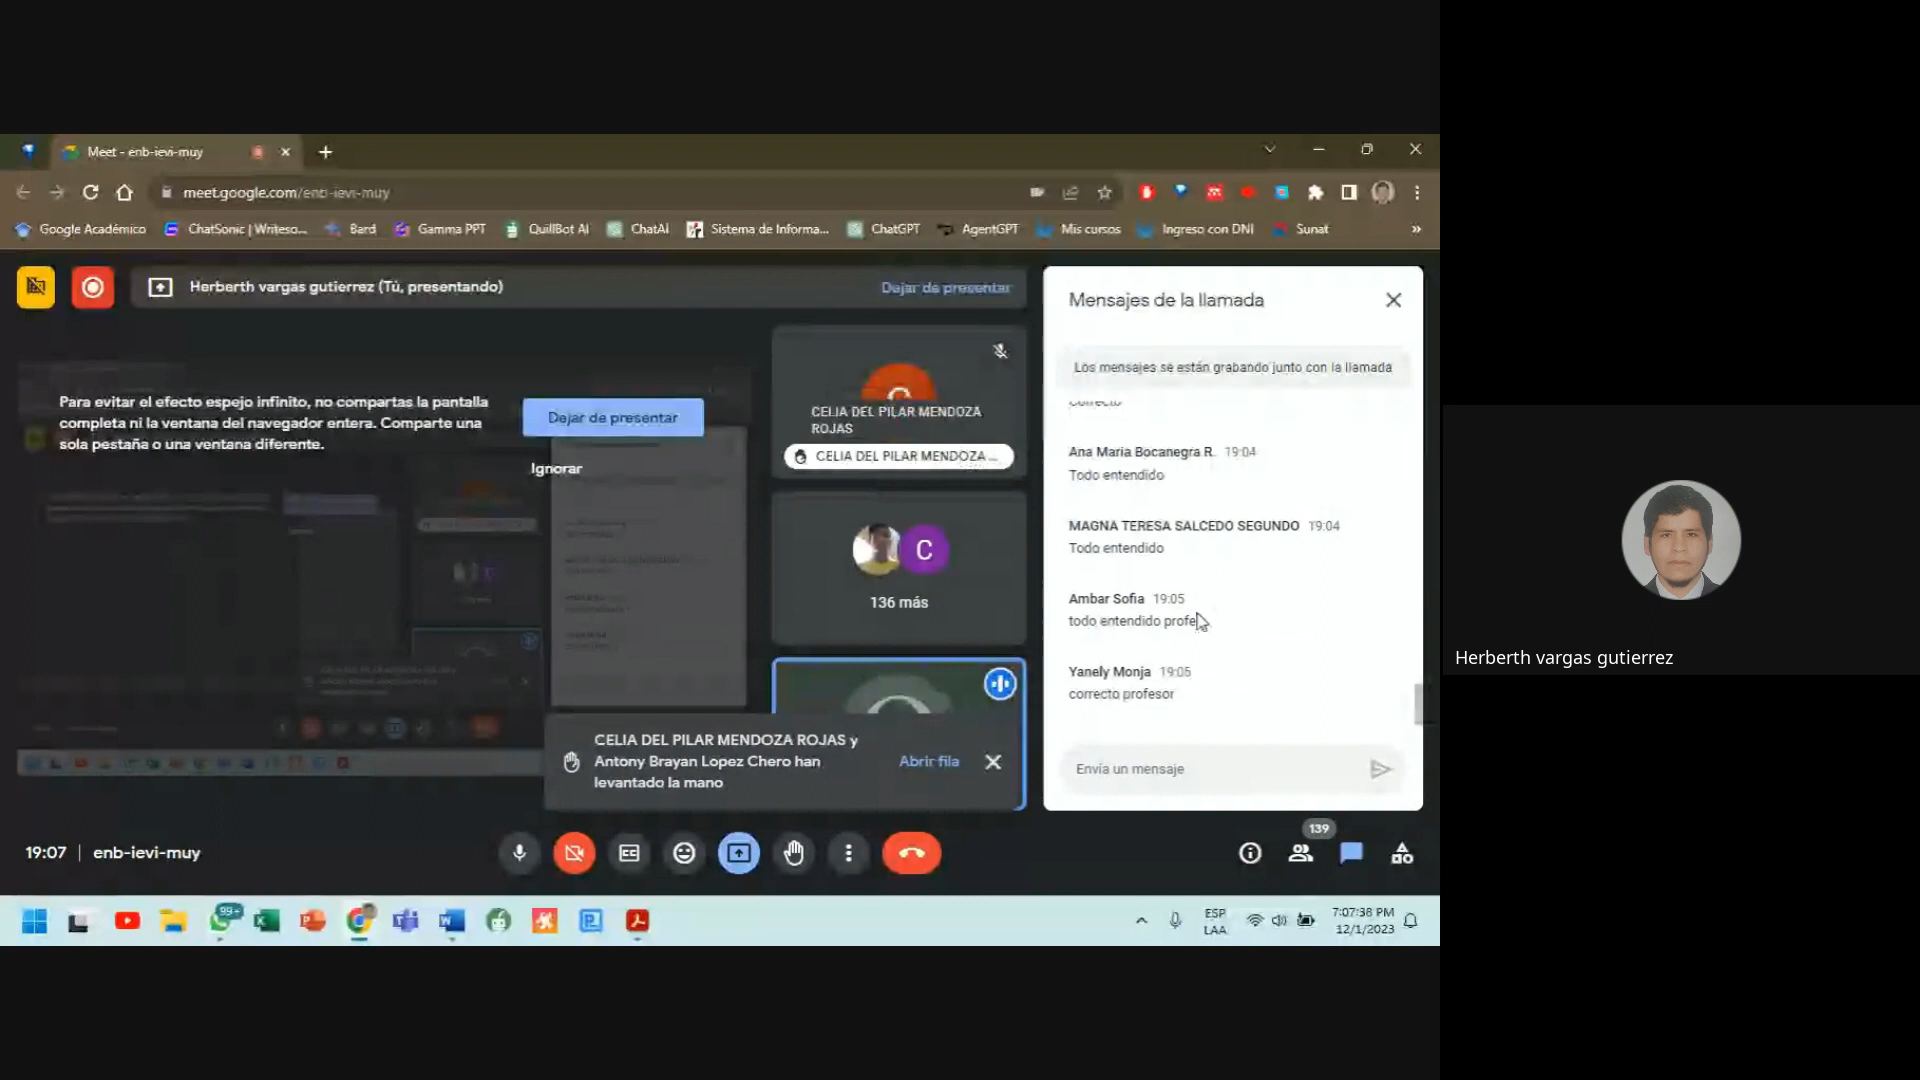 Meet - enb-ievi-muy
meet.google.com/enb-ievi-muy
Google Académico
ChatSonic | Writeso...
Bard
Gamma PPT
QuillBot AI
ChatAI
Sistema de Informa...
ChatGPT
AgentGPT
Mis cursos
Ingreso con DNI
Sunat
»
Herberth vargas gutierrez (Tú, presentando)
Dejar de presentar
Para evitar el efecto espejo infinito, no compartas la pantalla
completa ni la ventana del navegador entera. Comparte una
sola pestaña o una ventana diferente.
Dejar de presentar
Ignorar
CELIA DEL PILAR MENDOZA
ROJAS
CELIA DEL PILAR MENDOZA ...
C
136 más
CELIA DEL PILAR MENDOZA ROJAS y
Antony Brayan Lopez Chero han
levantado la mano
Abrir fila
Mensajes de la llamada
Los mensajes se están grabando junto con la llamada
Correcto
Ana Maria Bocanegra R. 19:04
Todo entendido
MAGNA TERESA SALCEDO SEGUNDO 19:04
Todo entendido
Ambar Sofia 19:05
todo entendido profe
Yanely Monja 19:05
correcto profesor
Envía un mensaje
19:07 | enb-ievi-muy
139
99+
ESP
LAA
7:07:38 PM
12/1/2023
Herberth vargas gutierrez